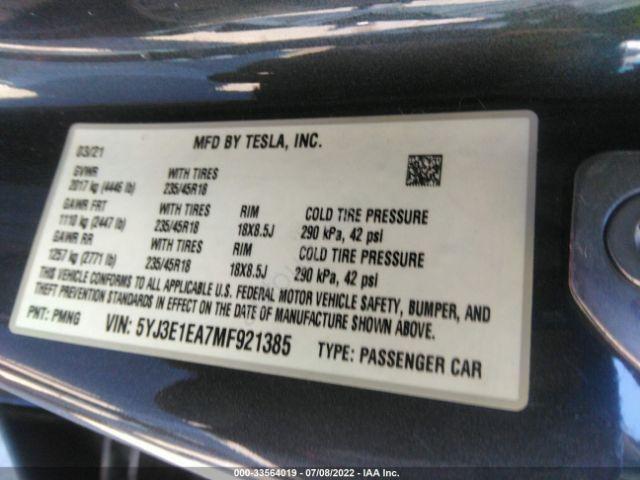 MFD BY TESLA, INC.
03/21
GVWR WITH TIRES
2017 kg (4446 lb) 235/45R18
GAWR FRT WITH TIRES RIM COLD TIRE PRESSURE
1110 kg (2447 lb) 235/45R18 18X8.5J 290 kPa, 42 psi
GAWR RR WITH TIRES RIM COLD TIRE PRESSURE
1257 kg (2771 lb) 235/45R18 18X8.5J 290 kPa, 42 psi
THIS VEHICLE CONFORMS TO ALL APPLICABLE U.S. FEDERAL MOTOR VEHICLE SAFETY, BUMPER, AND
THEFT PREVENTION STANDARDS IN EFFECT ON THE DATE OF MANUFACTURE SHOWN ABOVE.
PNT: PMNG VIN: 5YJ3E1EA7MF921385 TYPE: PASSENGER CAR
000-33564019 - 07/08/2022 - IAA Inc.